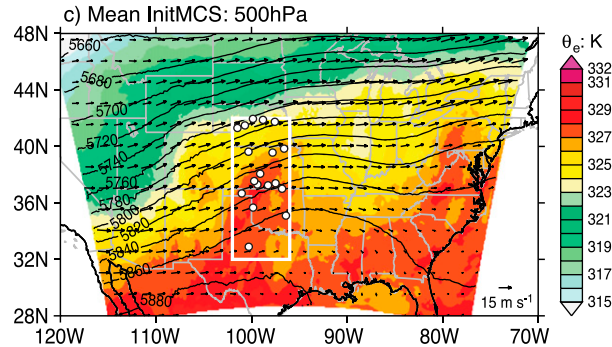 c) Mean InitMCS: 500hPa
θe: K
48N
44N
40N
36N
32N
28N
120W
110W
100W
90W
80W
70W
5660
5680
5700
5720
5740
5760
5780
5800
5820
5840
5860
5880
15 m s-1
332
331
329
327
325
323
321
319
317
315